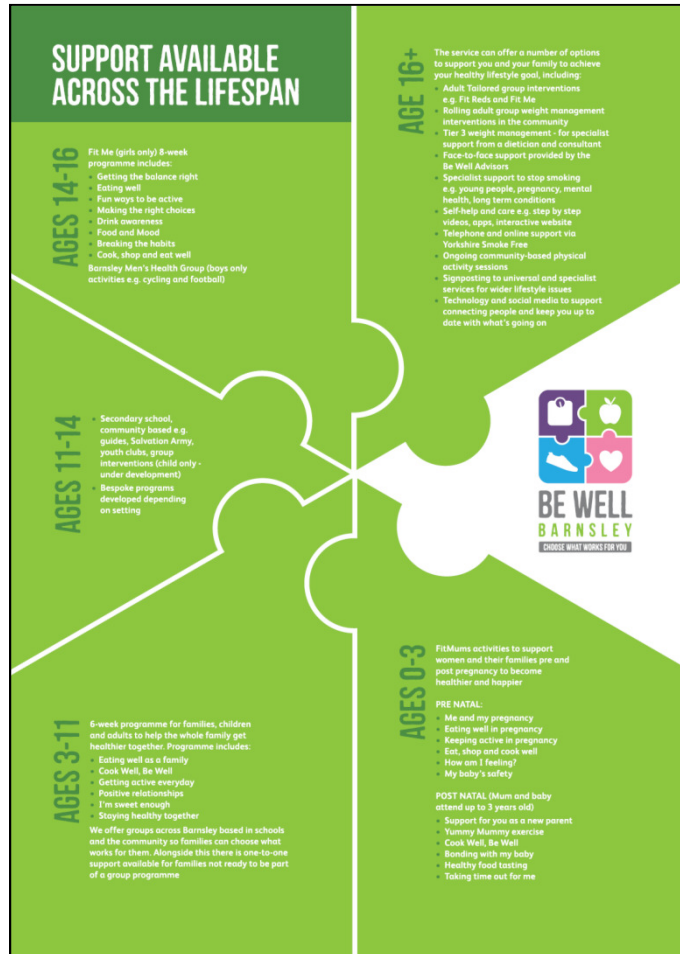 SUPPORT AVAILABLE
ACROSS THE LIFESPAN
AGE 16+
The service can offer a number of options
to support you and your family to achieve
your healthy lifestyle goal, including:
• Adult Tailored group interventions
e.g. Fit Reds and Fit Me
• Rolling adult group weight management
interventions in the community
• Tier 3 weight management - for specialist
support from a dietician and consultant
• Face-to-face support provided by the
Be Well Advisors
• Specialist support to stop smoking
e.g. young people, pregnancy, mental
health, long term conditions
• Self-help and care e.g. step by step
videos, apps, interactive website
• Telephone and online support via
Yorkshire Smoke Free
• Ongoing community-based physical
activity sessions
• Signposting to universal and specialist
services for wider lifestyle issues
• Technology and social media to support
connecting people and keep you up to
date with what's going on
AGES 14-16
Fit Me (girls only) 8-week
programme includes:
• Getting the balance right
• Eating well
• Fun ways to be active
• Making the right choices
• Drink awareness
• Food and Mood
• Breaking the habits
• Cook, shop and eat well
Barnsley Men's Health Group (boys only
activities e.g. cycling and football)
AGES 11-14
• Secondary school,
community based e.g.
guides, Salvation Army,
youth clubs, group
interventions (child only -
under development)
• Bespoke programs
developed depending
on setting
BE WELL
BARNSLEY
CHOOSE WHAT WORKS FOR YOU
AGES 3-11
6-week programme for families, children
and adults to help the whole family get
healthier together. Programme includes:
• Eating well as a family
• Cook Well, Be Well
• Getting active everyday
• Positive relationships
• I'm sweet enough
• Staying healthy together
We offer groups across Barnsley based in schools
and the community so families can choose what
works for them. Alongside this there is one-to-one
support available for families not ready to be part
of a group programme
AGES 0-3
FitMums activities to support
women and their families pre and
post pregnancy to become
healthier and happier
PRE NATAL:
• Me and my pregnancy
• Eating well in pregnancy
• Keeping active in pregnancy
• Eat, shop and cook well
• How am I feeling?
• My baby's safety
POST NATAL (Mum and baby
attend up to 3 years old)
• Support for you as a new parent
• Yummy Mummy exercise
• Cook Well, Be Well
• Bonding with my baby
• Healthy food tasting
• Taking time out for me